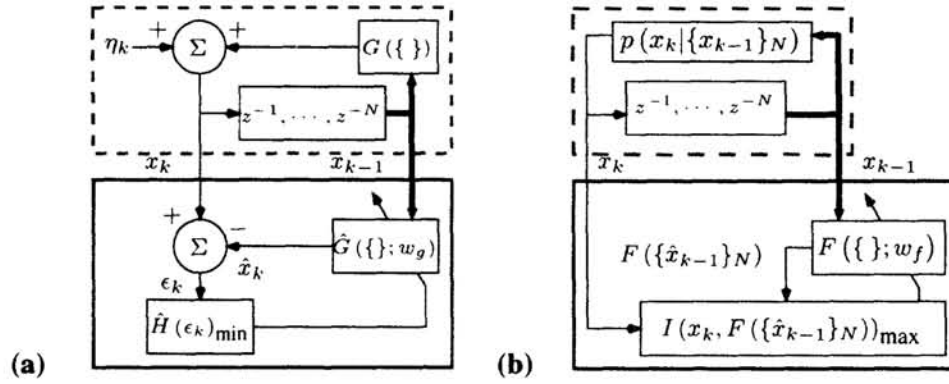 η_k + Σ + G({ })
z^{-1}, ⋯, z^{-N}
x_k x_{k-1}
+ Σ − Ĝ({}; w_g)
x̂_k
ϵ_k
Ĥ(ϵ_k)_min
(a)
p(x_k|{x_{k-1}}_N)
z^{-1}, ⋯, z^{-N}
x_k x_{k-1}
F({x̂_{k-1}}_N) F({ }; w_f)
I(x_k, F({x̂_{k-1}}_N))_max
(b)